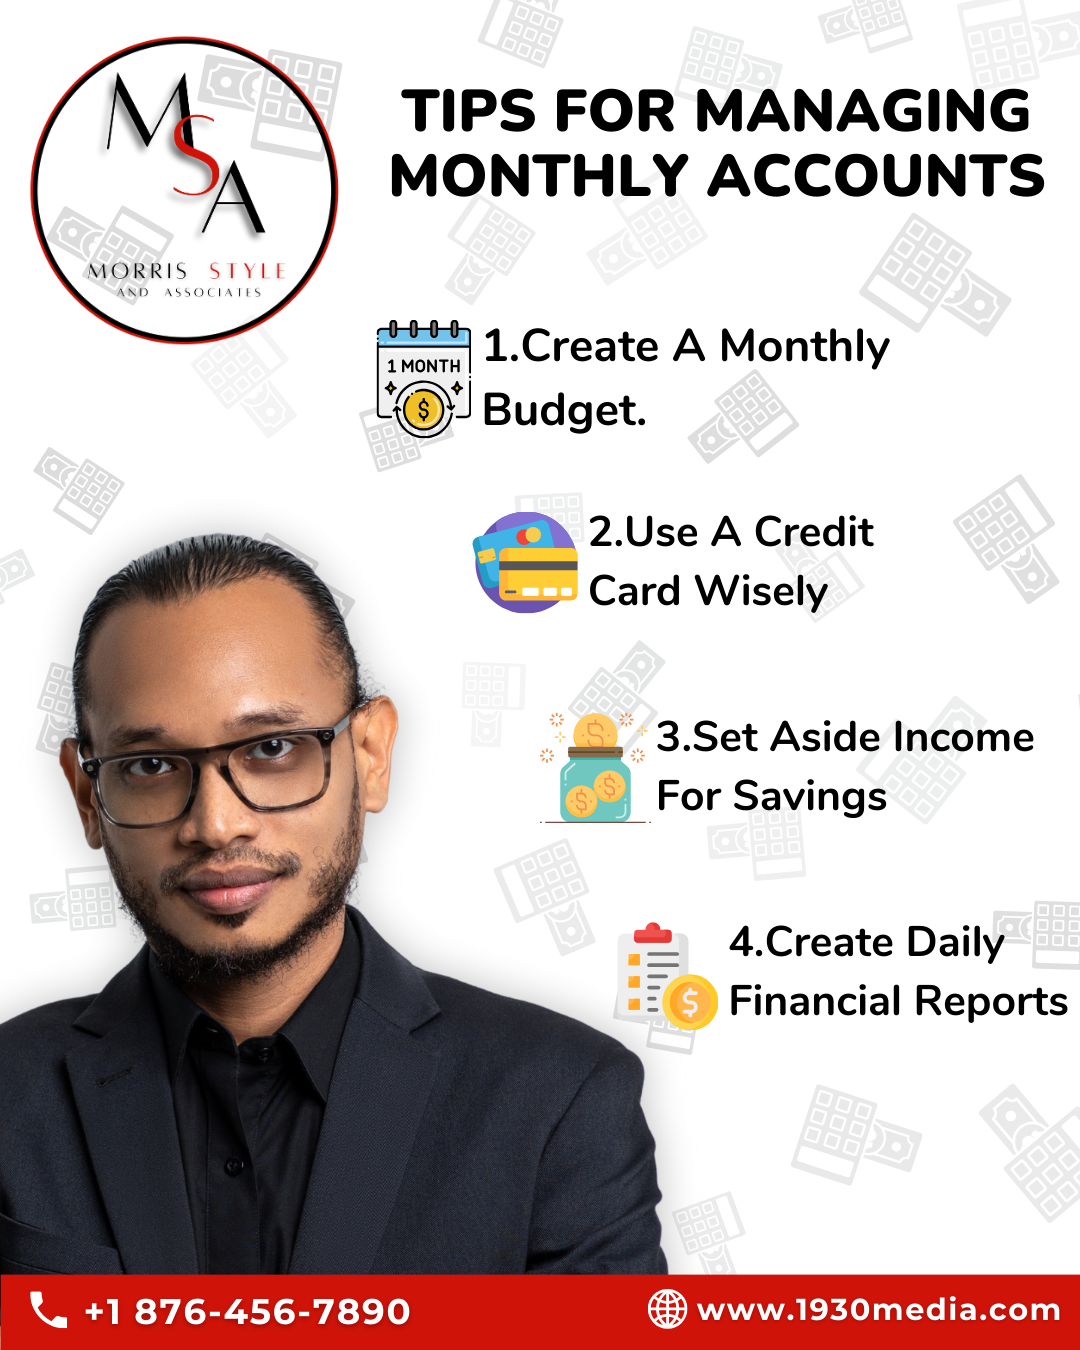 MSA
MORRIS STYLE
AND ASSOCIATES
TIPS FOR MANAGING
MONTHLY ACCOUNTS
1 MONTH
$
1.Create A Monthly
Budget.
2.Use A Credit
Card Wisely
$
$
$
3.Set Aside Income
For Savings
$
4.Create Daily
Financial Reports
+1 876-456-7890
www.1930media.com